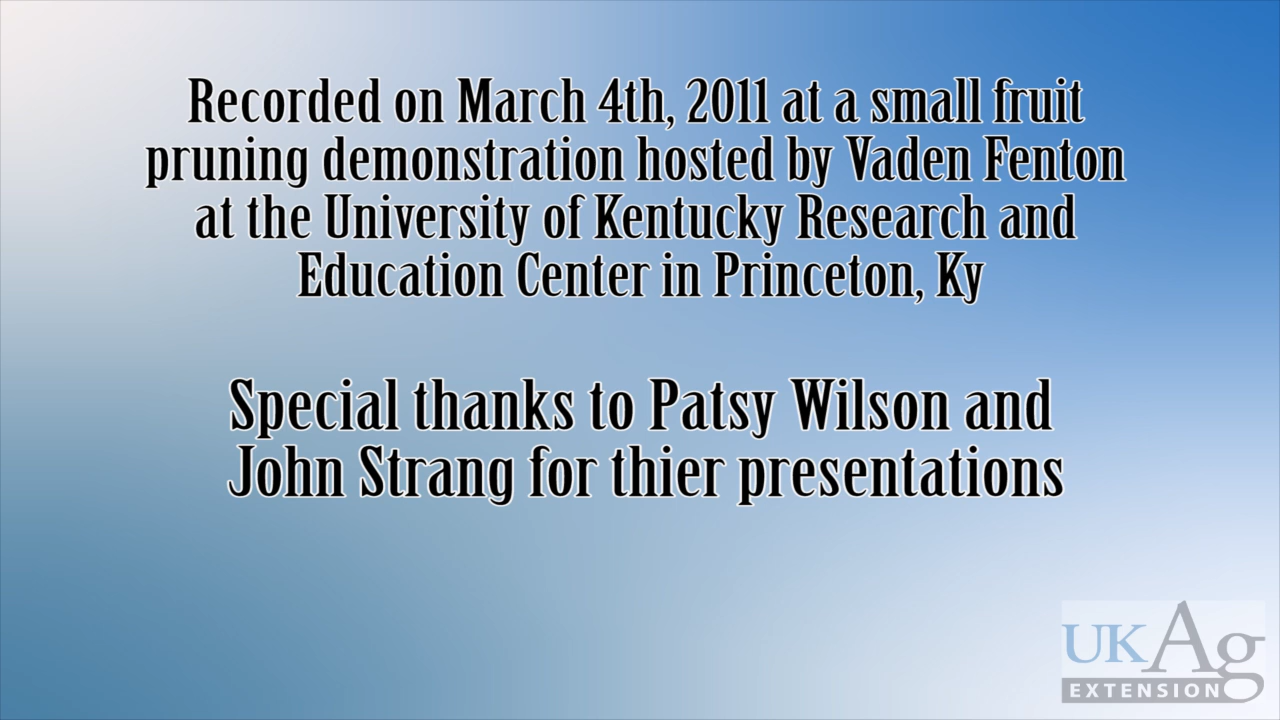 Recorded on March 4th, 2011 at a small fruit
pruning demonstration hosted by Vaden Fenton
at the University of Kentucky Research and
Education Center in Princeton, Ky
Special thanks to Patsy Wilson and
John Strang for thier presentations
UKAg
EXTENSION